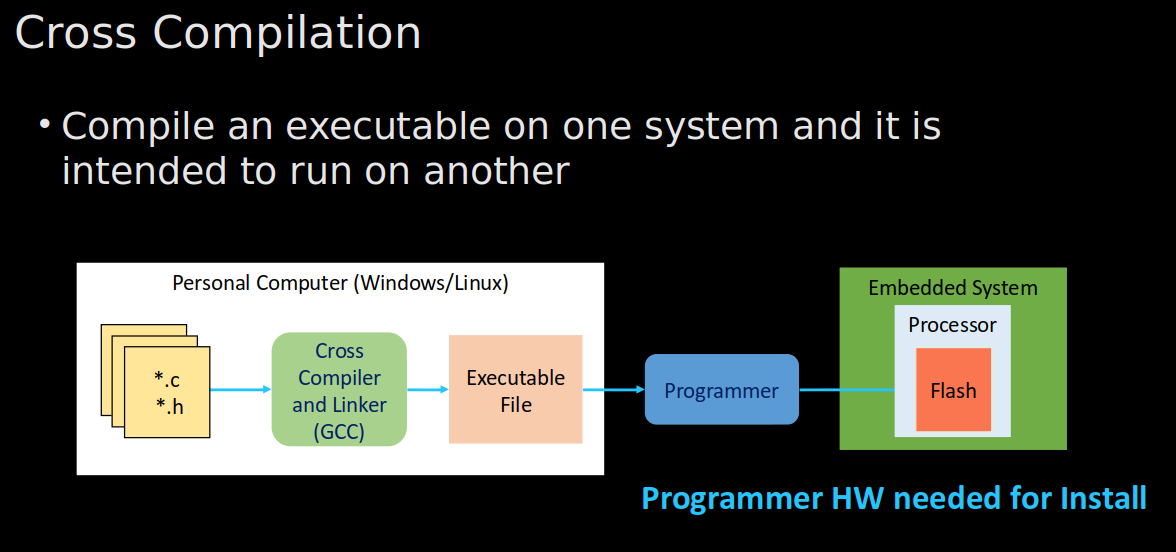 Cross Compilation
• Compile an executable on one system and it is
intended to run on another
Personal Computer (Windows/Linux)
*.c
*.h
Cross
Compiler
and Linker
(GCC)
Executable
File
Programmer
Embedded System
Processor
Flash
Programmer HW needed for Install